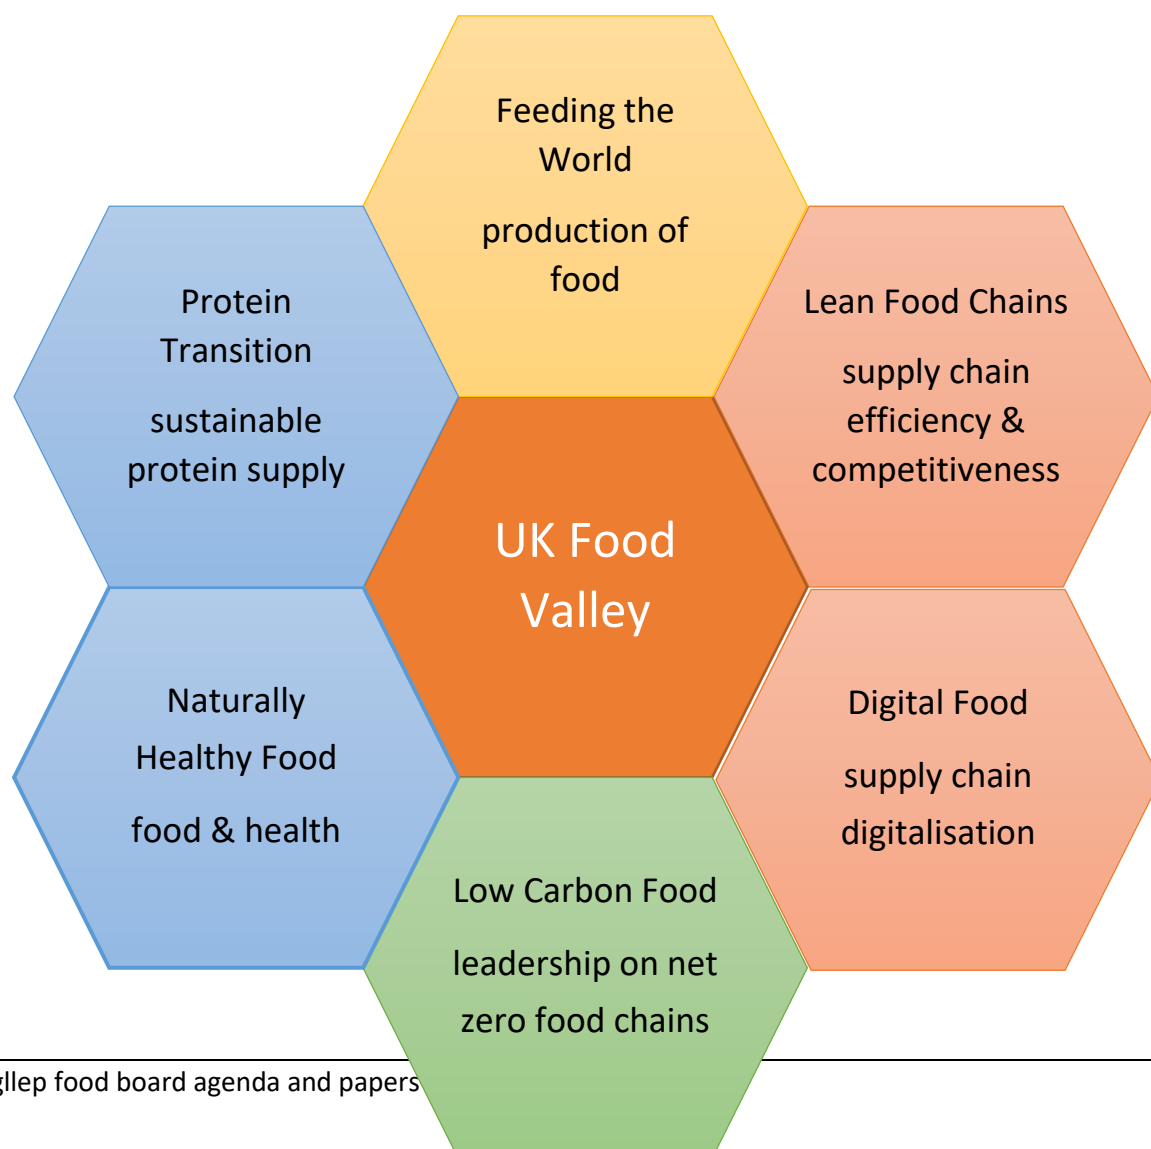 Feeding the
World
production of
food
Protein
Transition
sustainable
protein supply
Lean Food Chains
supply chain
efficiency &
competitiveness
UK Food
Valley
Naturally
Healthy Food
food & health
Digital Food
supply chain
digitalisation
Low Carbon Food
leadership on net
zero food chains
gllep food board agenda and papers